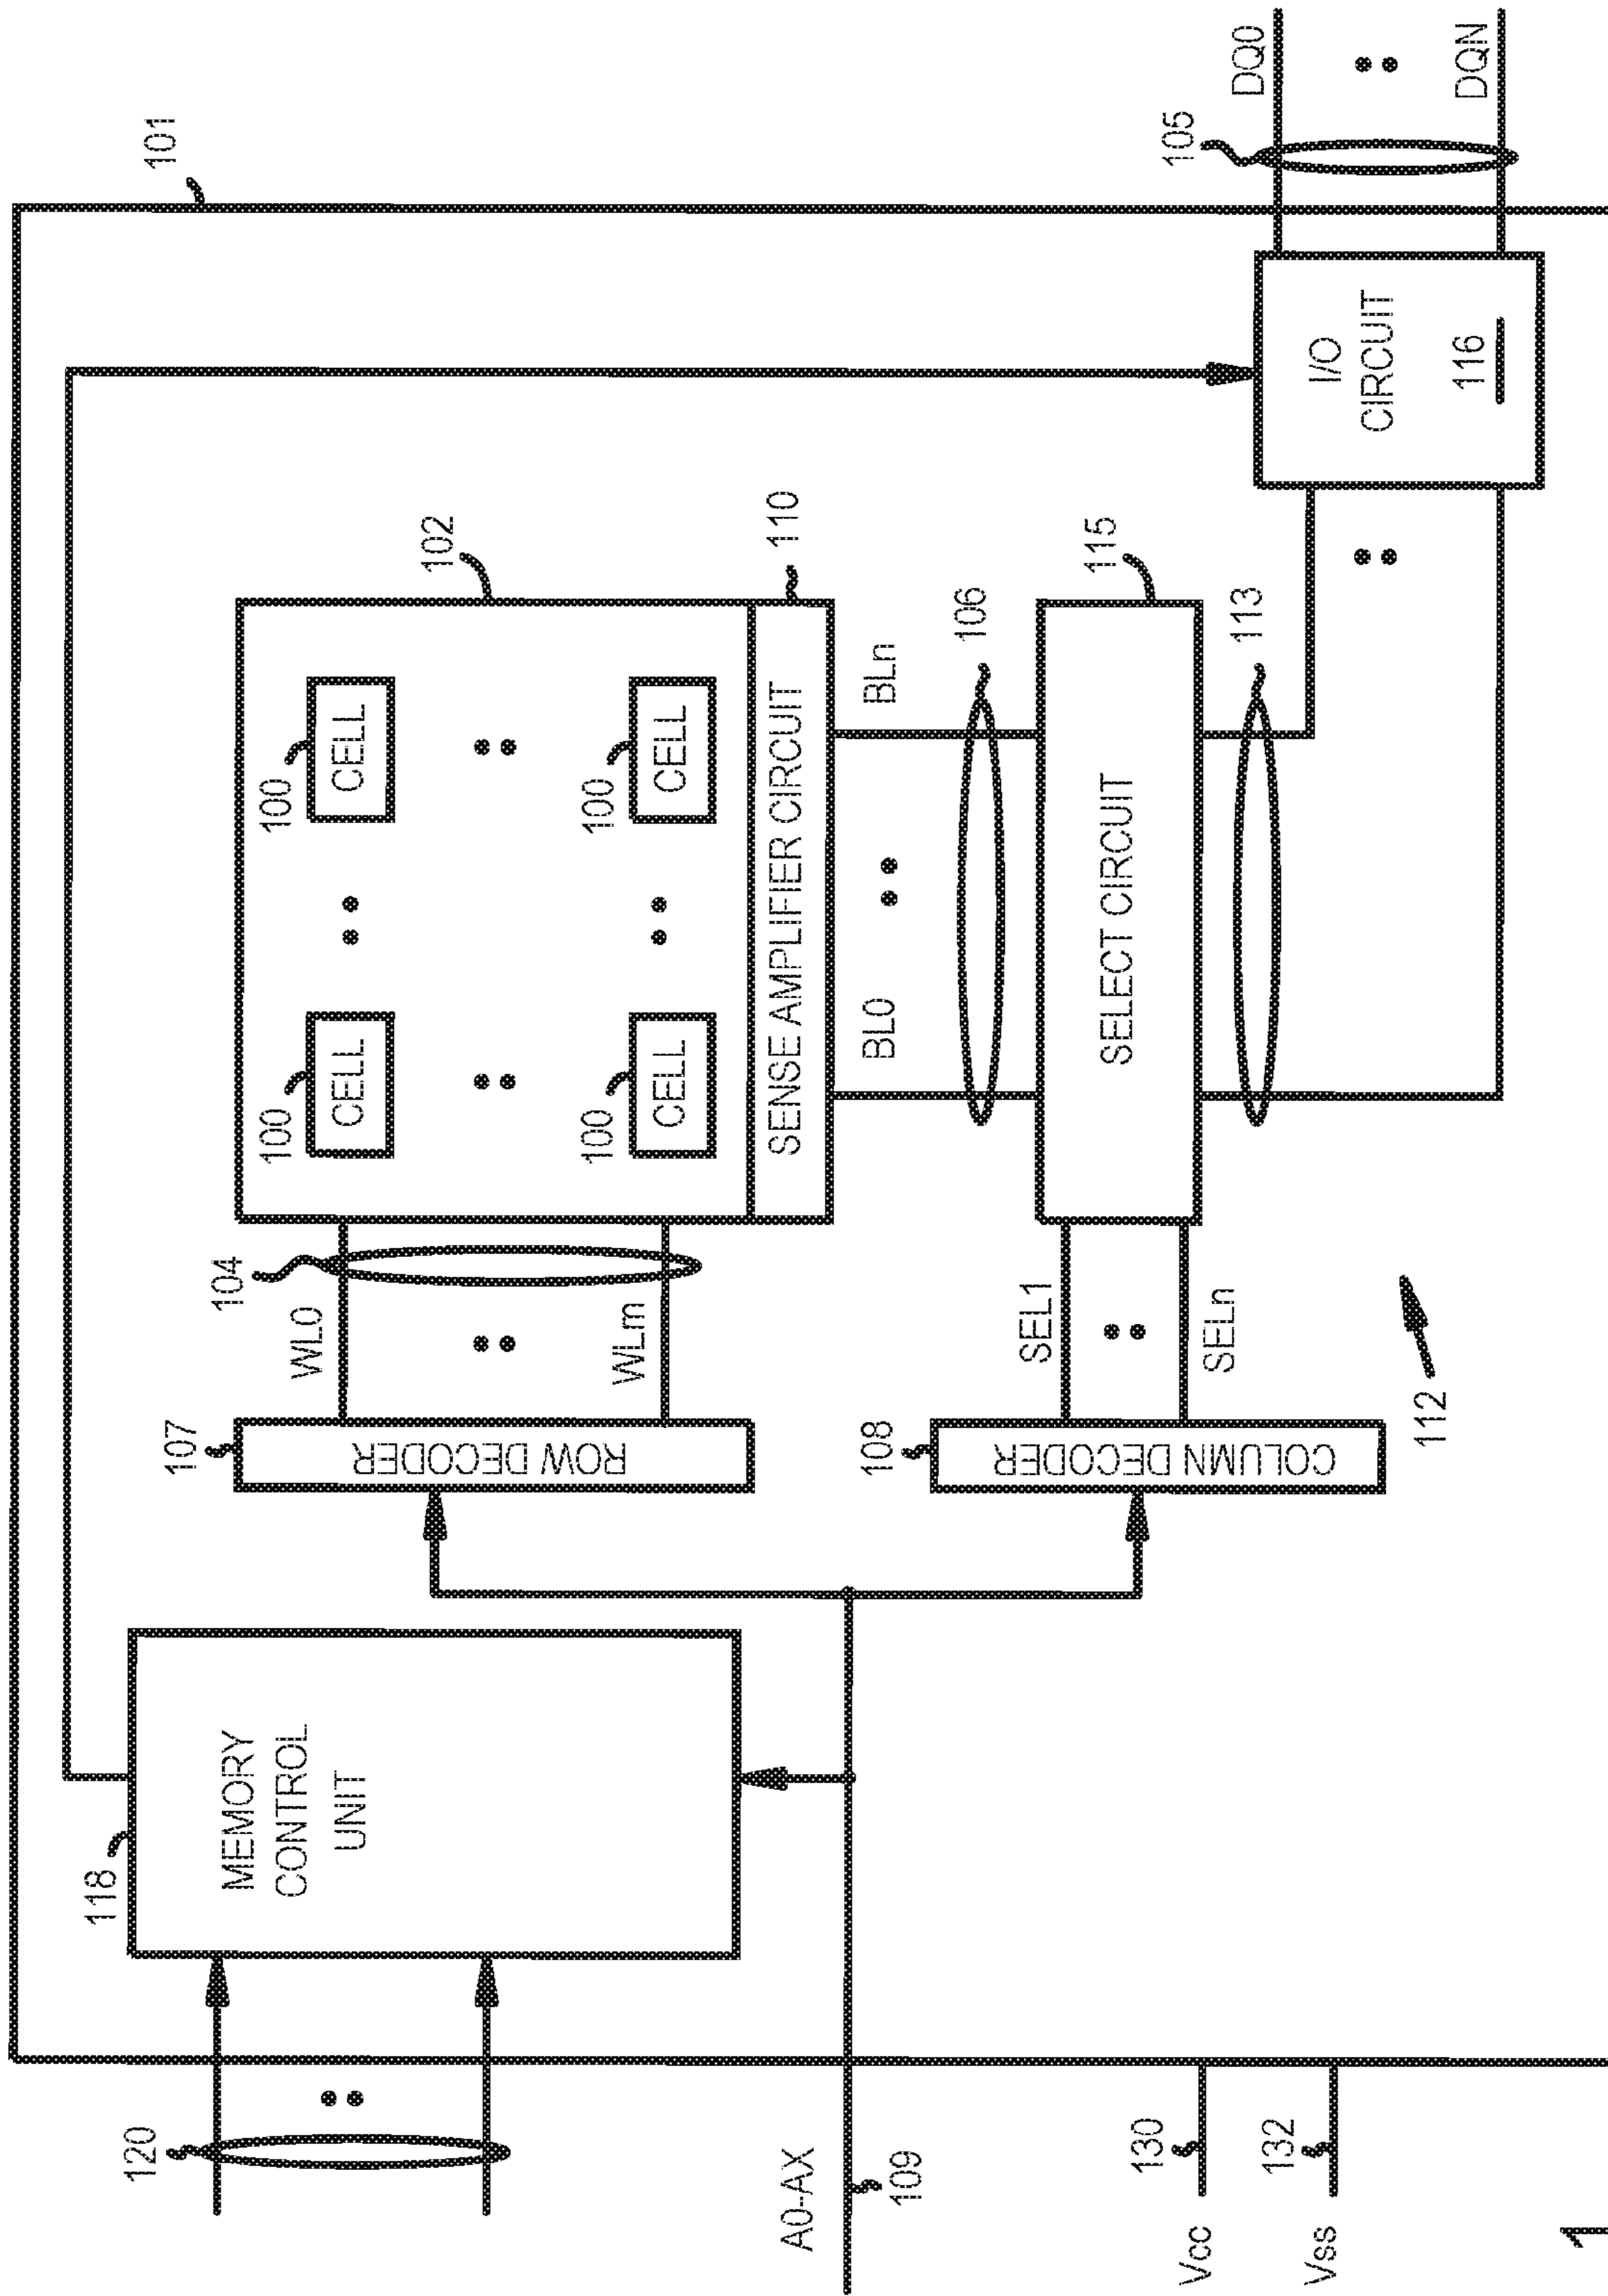 101
118
MEMORY
CONTROL
UNIT
120
A0-AX
109
130
Vcc
132
Vss
107
ROW DECODER
104
WL0
WLm
102
100
CELL
100
CELL
100
CELL
100
CELL
SENSE AMPLIFIER CIRCUIT
110
BL0
BLn
106
108
COLUMN DECODER
SEL1
SELn
112
SELECT CIRCUIT
115
113
I/O
CIRCUIT
116
105
DQ0
DQN
1